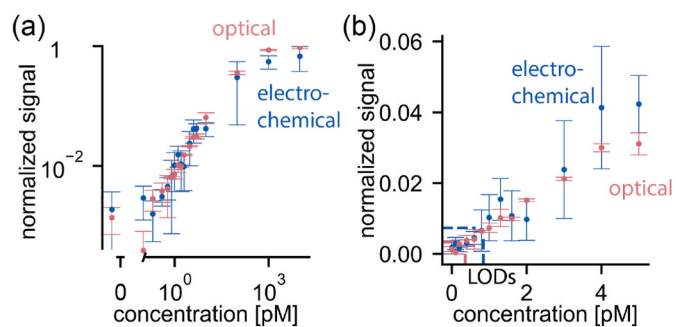 (a)
optical
1
electro-
chemical
10⁻²
normalized signal
0
10⁰
10³
concentration [pM]
(b)
0.06
electro-
chemical
0.04
0.02
optical
0.00
normalized signal
LODs
0
2
4
concentration [pM]